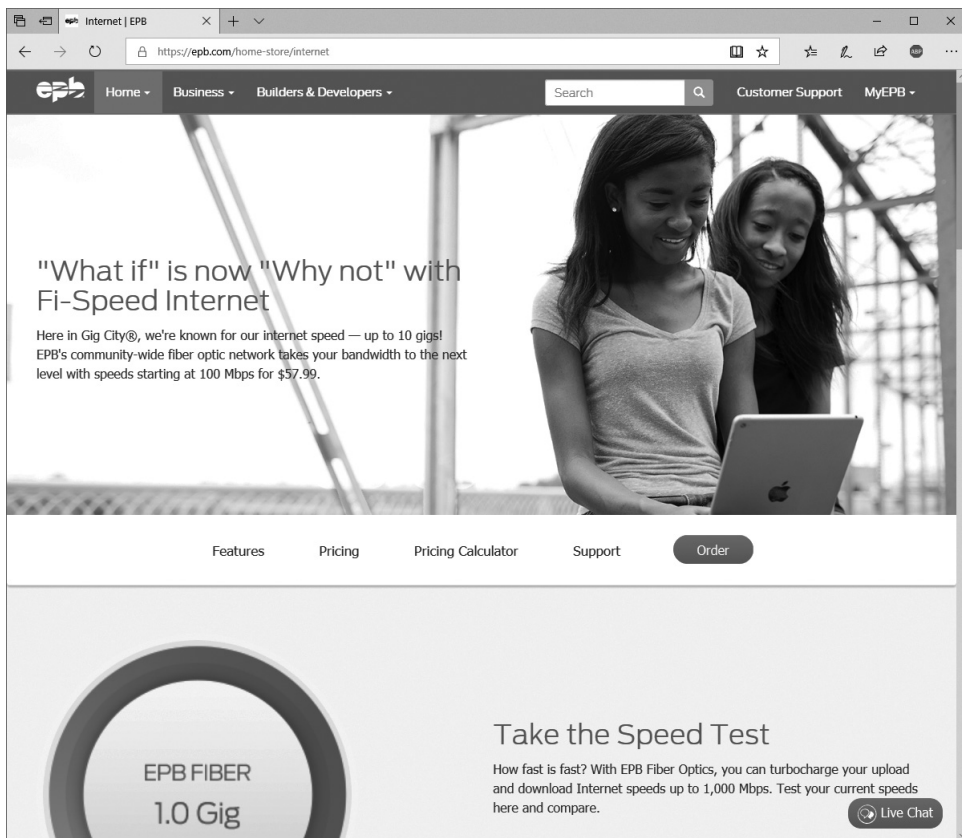 Internet | EPB
https://epb.com/home-store/internet
ABP
epb
Home
Business
Builders & Developers
Search
Customer Support
MyEPB
"What if" is now "Why not" with
Fi-Speed Internet
Here in Gig City®, we're known for our internet speed — up to 10 gigs!
EPB's community-wide fiber optic network takes your bandwidth to the next
level with speeds starting at 100 Mbps for $57.99.
Features
Pricing
Pricing Calculator
Support
Order
EPB FIBER
1.0 Gig
Take the Speed Test
How fast is fast? With EPB Fiber Optics, you can turbocharge your upload
and download Internet speeds up to 1,000 Mbps. Test your current speeds
here and compare.
Live Chat